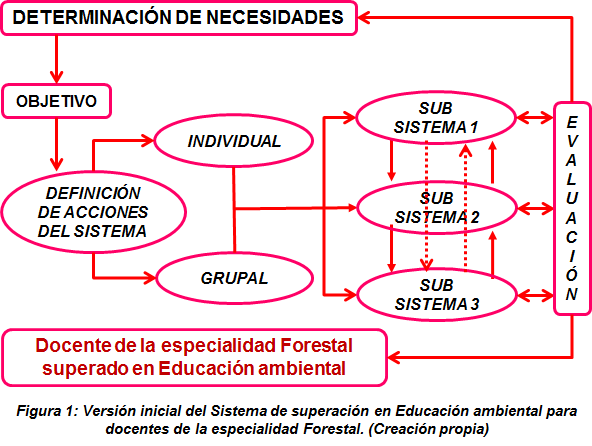 DETERMINACIÓN DE NECESIDADES
OBJETIVO
DEFINICIÓN
DE ACCIONES
DEL SISTEMA
INDIVIDUAL
GRUPAL
SUB
SISTEMA 1
SUB
SISTEMA 2
SUB
SISTEMA 3
EVALUACIÓN
Docente de la especialidad Forestal
superado en Educación ambiental
Figura 1: Versión inicial del Sistema de superación en Educación ambiental para
docentes de la especialidad Forestal. (Creación propia)